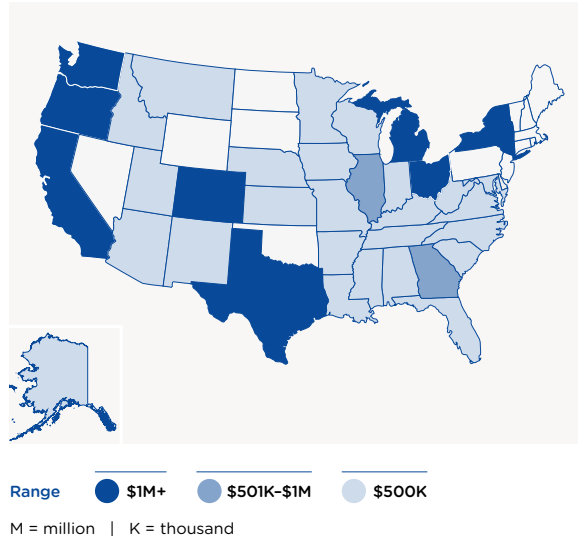 Range $1M+ $501K–$1M $500K
M = million | K = thousand